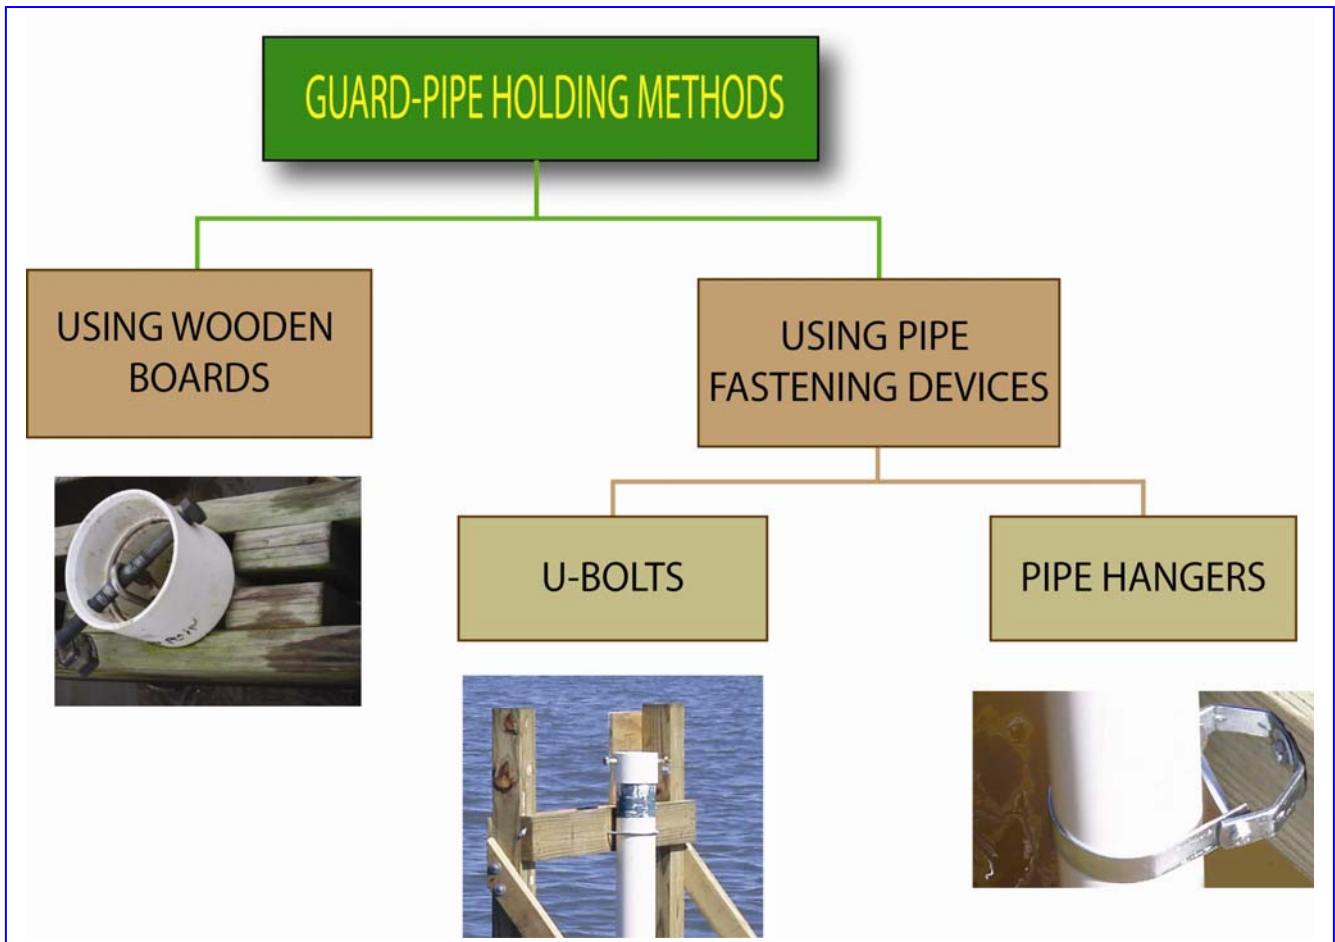 GUARD-PIPE HOLDING METHODS
USING WOODEN
BOARDS
USING PIPE
FASTENING DEVICES
U-BOLTS
PIPE HANGERS